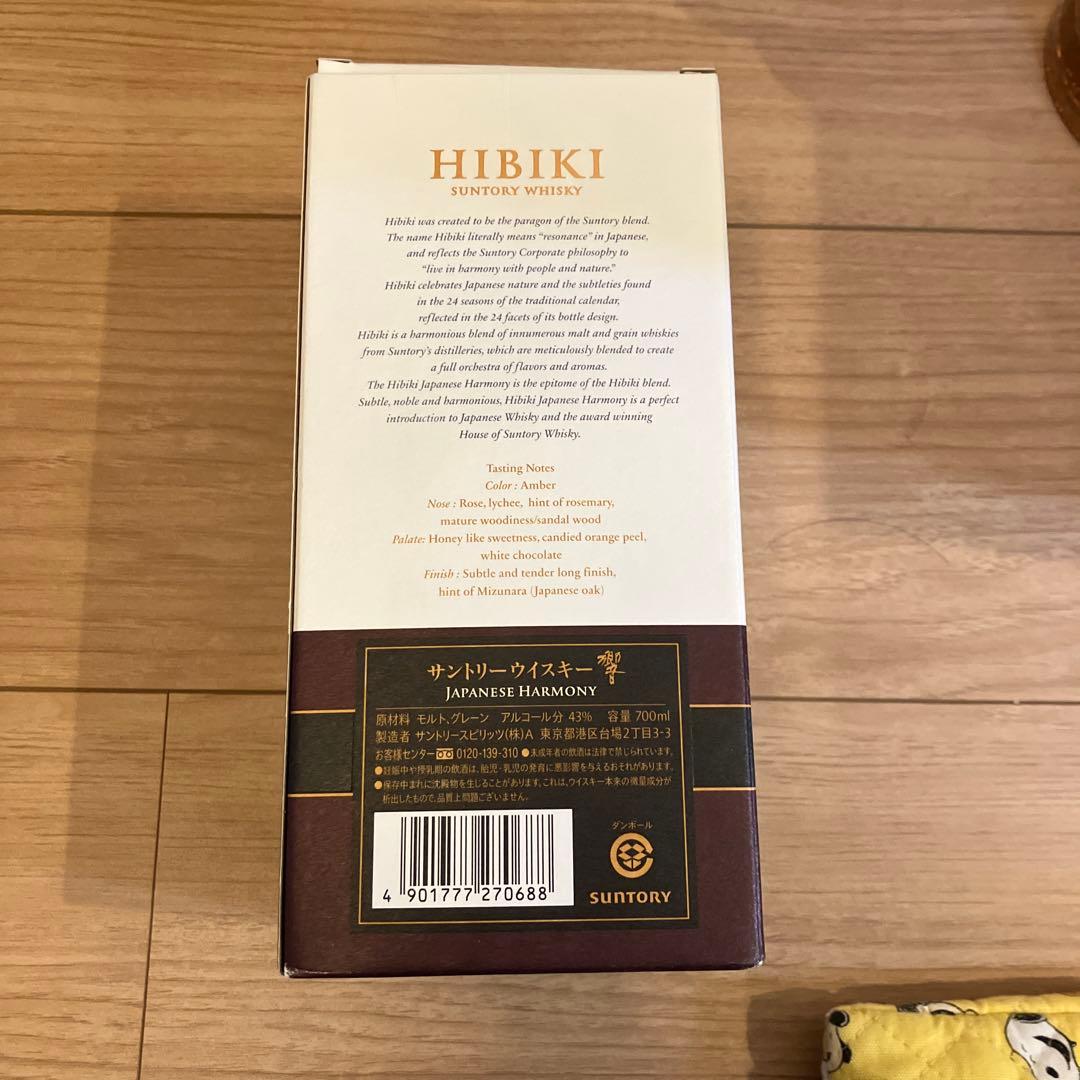 HIBIKI
SUNTORY WHISKY
Hibiki was created to be the paragon of the Suntory blend.
The name Hibiki literally means “resonance” in Japanese,
and reflects the Suntory Corporate philosophy to
“live in harmony with people and nature.”
Hibiki celebrates Japanese nature and the subtleties found
in the 24 seasons of the traditional calendar,
reflected in the 24 facets of its bottle design.
Hibiki is a harmonious blend of innumerous malt and grain whiskies
from Suntory’s distilleries, which are meticulously blended to create
a full orchestra of flavors and aromas.
The Hibiki Japanese Harmony is the epitome of the Hibiki blend.
Subtle, noble and harmonious, Hibiki Japanese Harmony is a perfect
introduction to Japanese Whisky and the award winning
House of Suntory Whisky.
Tasting Notes
Color : Amber
Nose : Rose, lychee, hint of rosemary,
mature woodiness/sandal wood
Palate: Honey like sweetness, candied orange peel,
white chocolate
Finish : Subtle and tender long finish,
hint of Mizunara (Japanese oak)
サントリーウイスキー 響
JAPANESE HARMONY
原材料 モルト、グレーン アルコール分 43% 容量 700ml
製造者 サントリースピリッツ(株)A 東京都港区台場2丁目3-3
お客様センター 0120-139-310 ●未成年者の飲酒は法律で禁じられています。
●妊娠中や授乳期の飲酒は、胎児・乳児の発育に悪影響を与えるおそれがあります。
●保存中まれに沈殿物を生じることがあります。これは、ウイスキー本来の微量成分が
析出したもので、品質上問題ございません。
4 901777 270688
ダンボール
SUNTORY